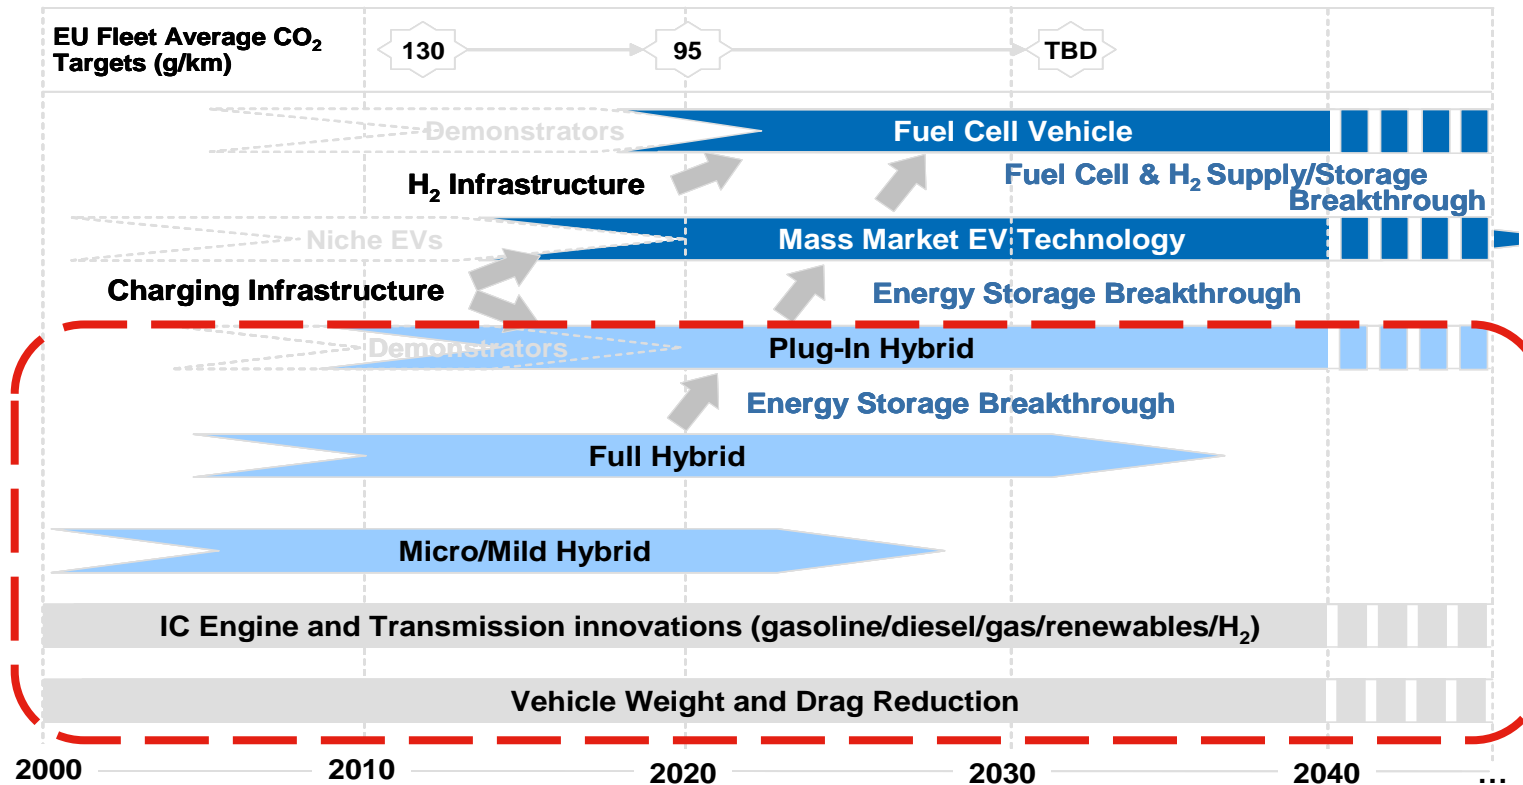 EU Fleet Average CO₂
Targets (g/km)
130
95
TBD
Demonstrators
Fuel Cell Vehicle
H₂ Infrastructure
Fuel Cell & H₂ Supply/Storage
Breakthrough
Niche EVs
Mass Market EV Technology
Charging Infrastructure
Energy Storage Breakthrough
Demonstrators
Plug-In Hybrid
Energy Storage Breakthrough
Full Hybrid
Micro/Mild Hybrid
IC Engine and Transmission innovations (gasoline/diesel/gas/renewables/H₂)
Vehicle Weight and Drag Reduction
2000
2010
2020
2030
2040
...